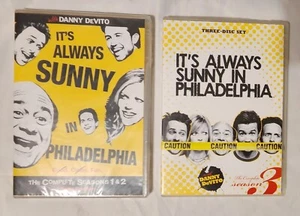 DANNY DEVITO
IT'S
ALWAYS
SUNNY
IN
PHILADELPHIA
THE COMPLETE SEASONS 1 & 2
THREE-DISC SET
IT'S ALWAYS
SUNNY IN
PHILADELPHIA
CAUTION
CAUTION
CAUTION
DANNY
DEVITO
season
3